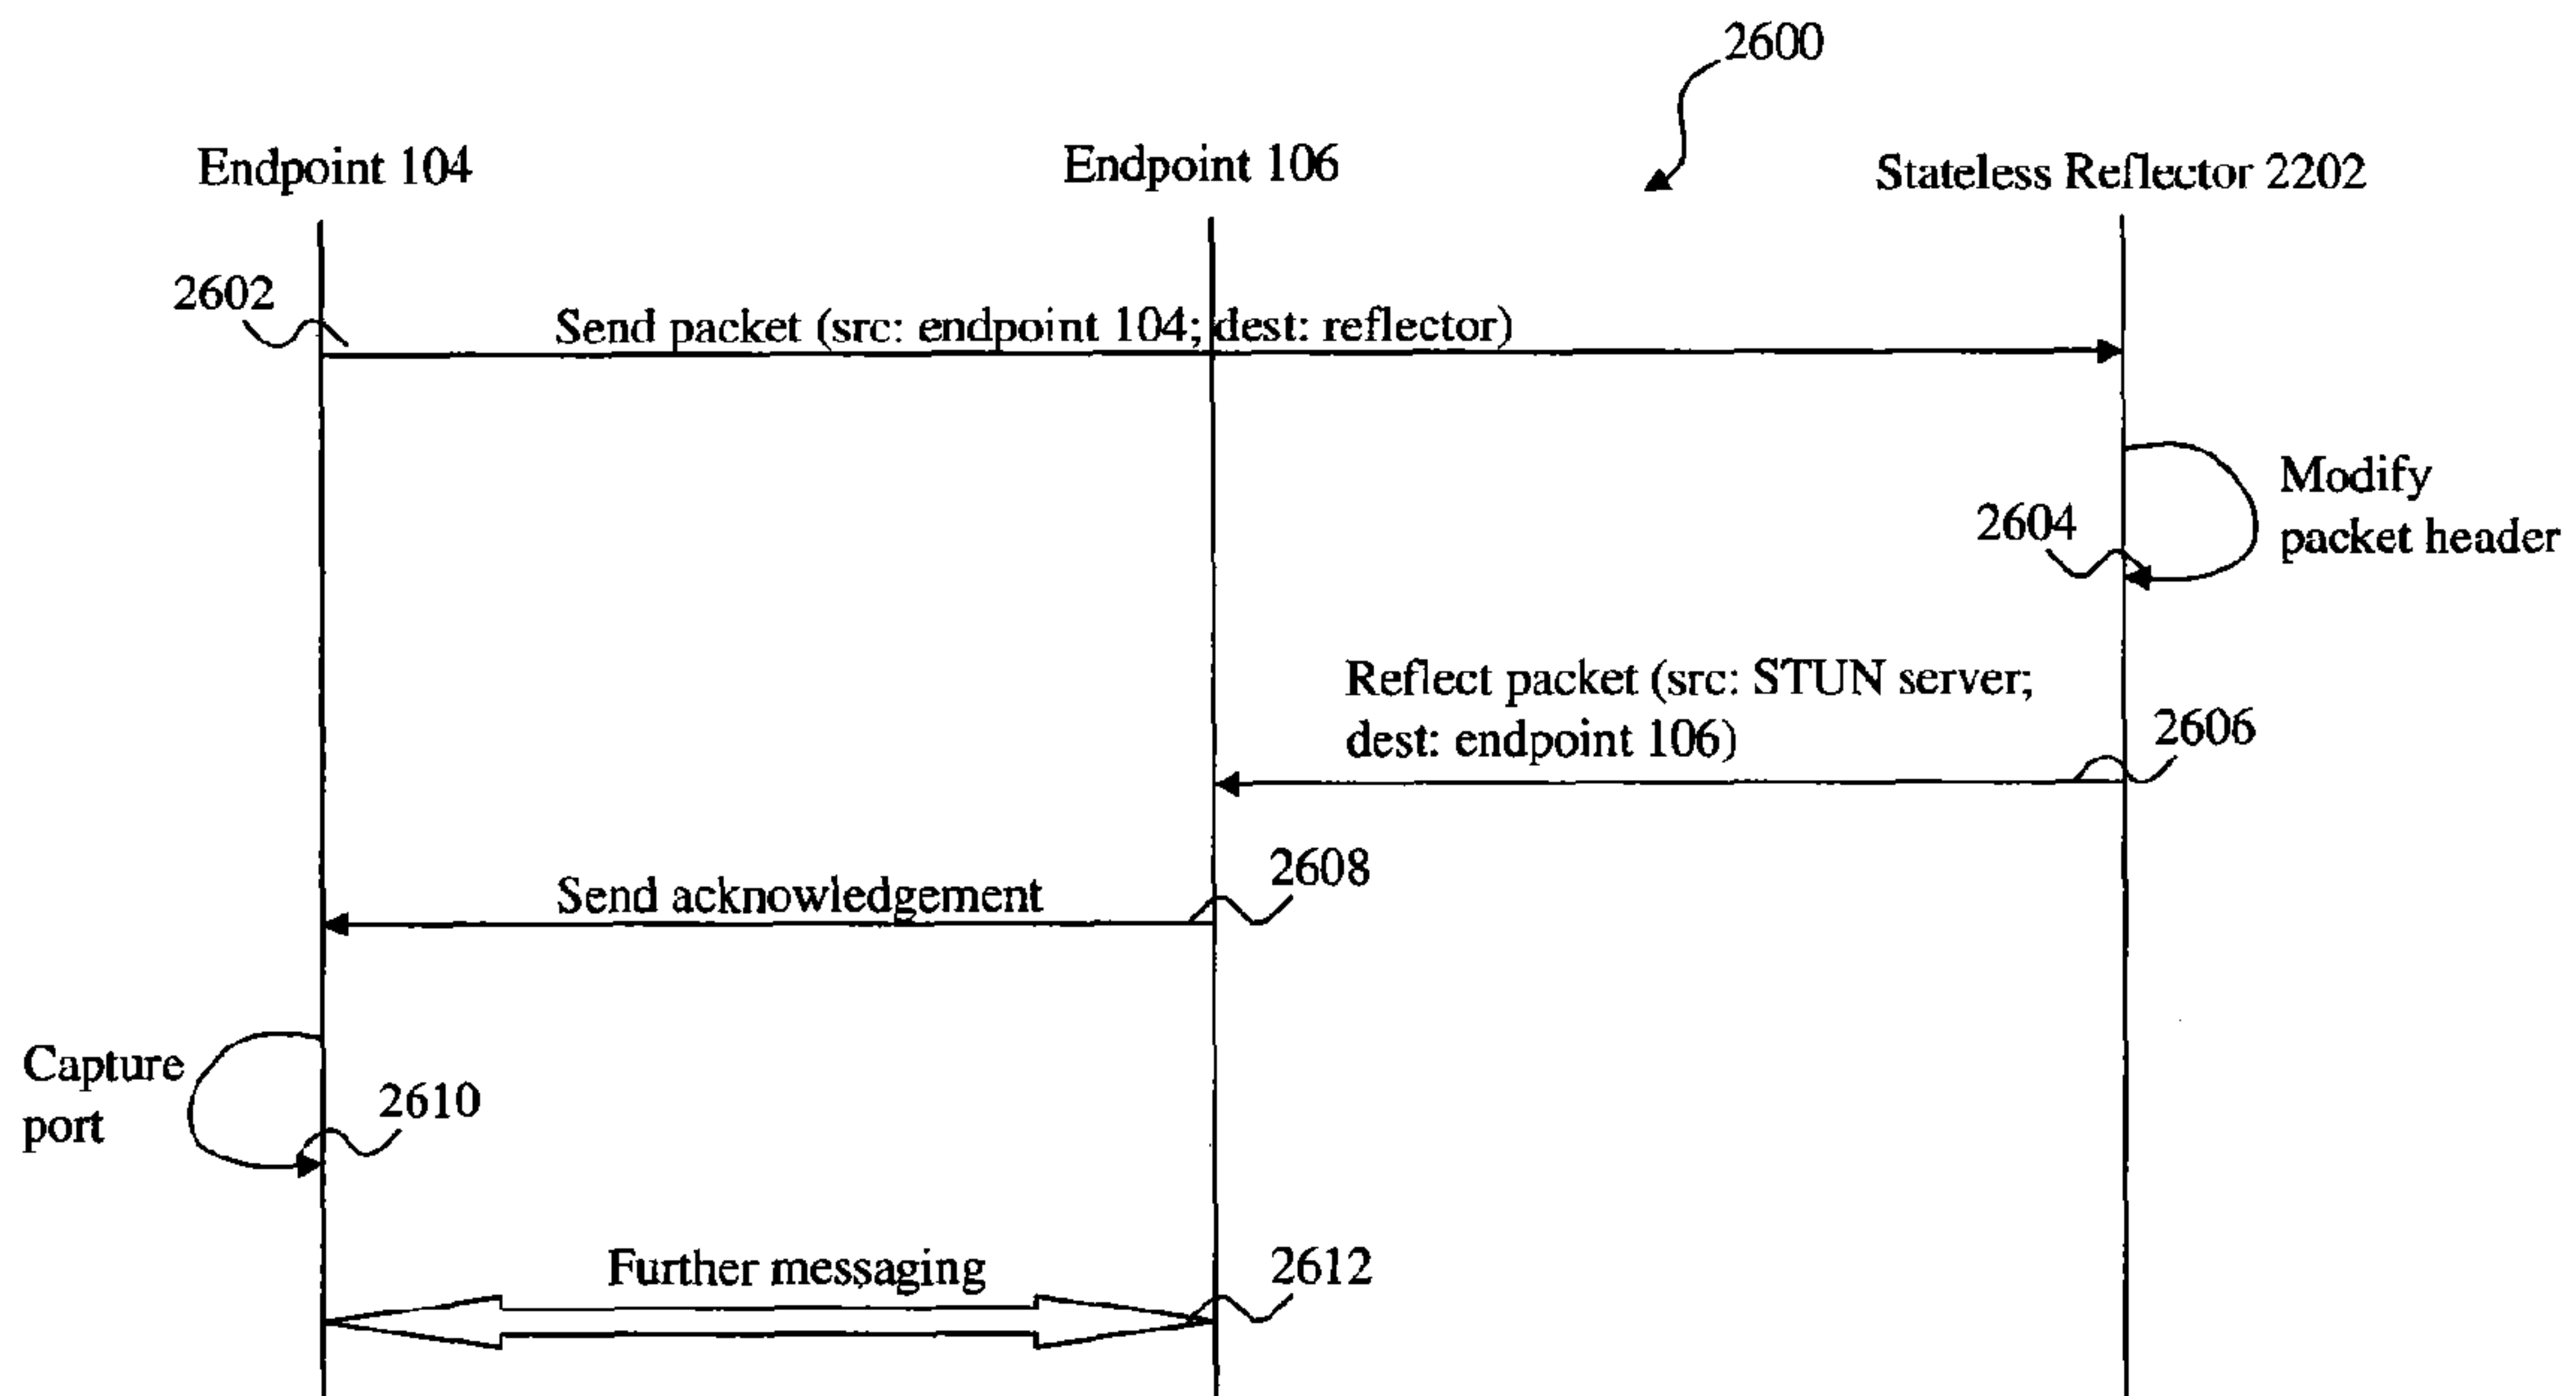 2600
Endpoint 104
Endpoint 106
Stateless Reflector 2202
2602
Send packet (src: endpoint 104; dest: reflector)
Modify
packet header
2604
Reflect packet (src: STUN server;
dest: endpoint 106)
2606
2608
Send acknowledgement
Capture
port
2610
Further messaging
2612